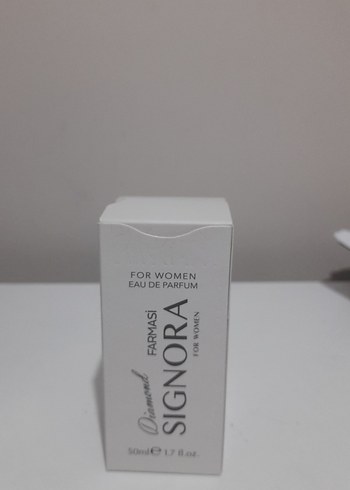 FOR WOMEN
EAU DE PARFUM
Diamond
FARMASİ
SIGNORA
FOR WOMEN
50ml℮ 1.7 fl.oz.